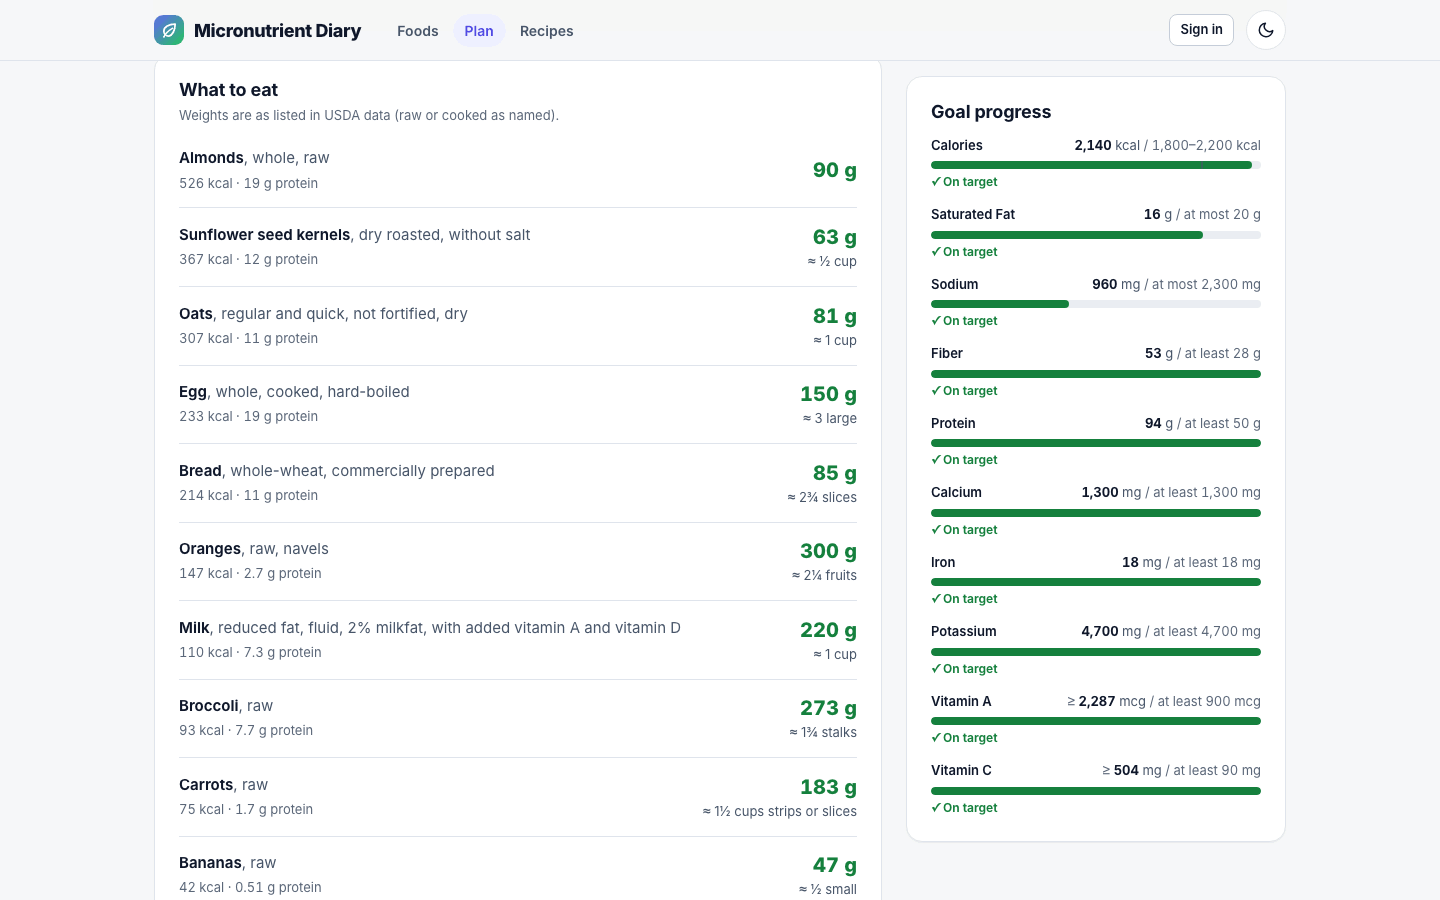 Micronutrient Diary
Foods
Plan
Recipes
Sign in
What to eat
Weights are as listed in USDA data (raw or cooked as named).
Almonds, whole, raw
526 kcal · 19 g protein
90 g
Sunflower seed kernels, dry roasted, without salt
367 kcal · 12 g protein
63 g
≈ ½ cup
Oats, regular and quick, not fortified, dry
307 kcal · 11 g protein
81 g
≈ 1 cup
Egg, whole, cooked, hard-boiled
233 kcal · 19 g protein
150 g
≈ 3 large
Bread, whole-wheat, commercially prepared
214 kcal · 11 g protein
85 g
≈ 2¾ slices
Oranges, raw, navels
147 kcal · 2.7 g protein
300 g
≈ 2¼ fruits
Milk, reduced fat, fluid, 2% milkfat, with added vitamin A and vitamin D
110 kcal · 7.3 g protein
220 g
≈ 1 cup
Broccoli, raw
93 kcal · 7.7 g protein
273 g
≈ 1¾ stalks
Carrots, raw
75 kcal · 1.7 g protein
183 g
≈ 1½ cups strips or slices
Bananas, raw
42 kcal · 0.51 g protein
47 g
≈ ½ small
Goal progress
Calories
2,140 kcal / 1,800–2,200 kcal
✓ On target
Saturated Fat
16 g / at most 20 g
✓ On target
Sodium
960 mg / at most 2,300 mg
✓ On target
Fiber
53 g / at least 28 g
✓ On target
Protein
94 g / at least 50 g
✓ On target
Calcium
1,300 mg / at least 1,300 mg
✓ On target
Iron
18 mg / at least 18 mg
✓ On target
Potassium
4,700 mg / at least 4,700 mg
✓ On target
Vitamin A
≥ 2,287 mcg / at least 900 mcg
✓ On target
Vitamin C
≥ 504 mg / at least 90 mg
✓ On target